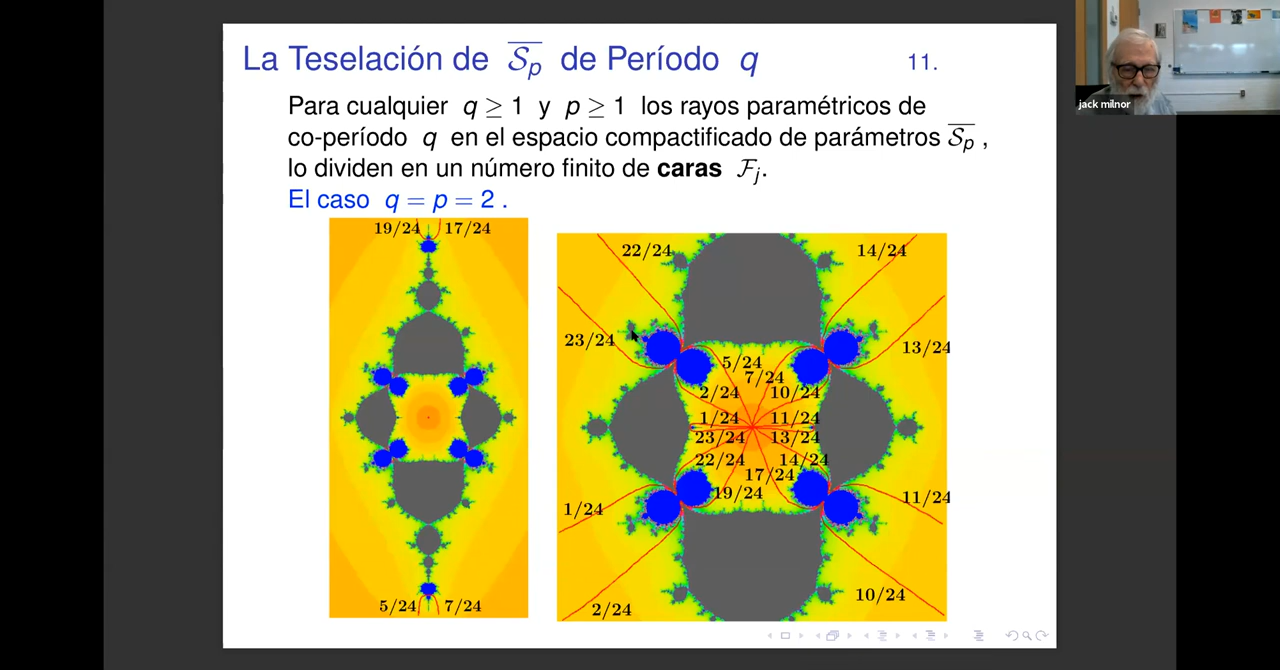 La Teselación de S̅p de Período q 11.
jack milnor
Para cualquier q ≥ 1 y p ≥ 1 los rayos paramétricos de
co-período q en el espacio compactificado de parámetros S̅p ,
lo dividen en un número finito de caras Fj.
El caso q = p = 2 .
19/24 17/24
5/24 7/24
22/24 14/24
23/24 13/24
5/24
7/24
2/24 10/24
1/24 11/24
23/24 13/24
22/24 14/24
17/24
19/24
1/24 11/24
2/24 10/24